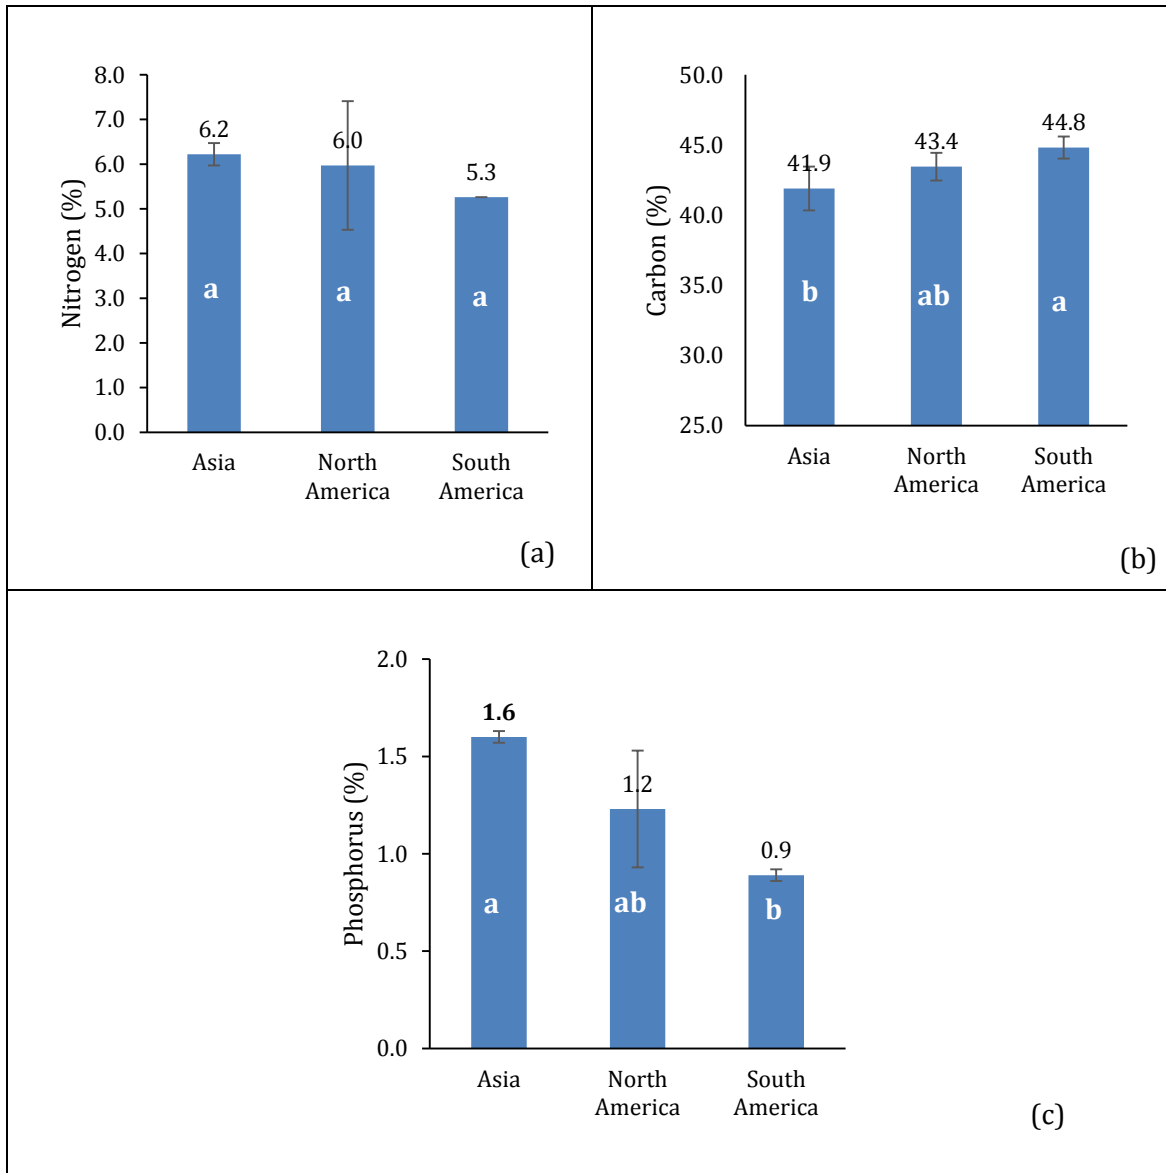 Nitrogen (%)
8.0
7.0
6.0
5.0
4.0
3.0
2.0
1.0
0.0
6.2
6.0
5.3
a
a
a
Asia
North
America
South
America
(a)
Carbon (%)
50.0
45.0
40.0
35.0
30.0
25.0
41.9
43.4
44.8
b
ab
a
Asia
North
America
South
America
(b)
Phosphorus (%)
2.0
1.5
1.0
0.5
0.0
1.6
1.2
0.9
a
ab
b
Asia
North
America
South
America
(c)